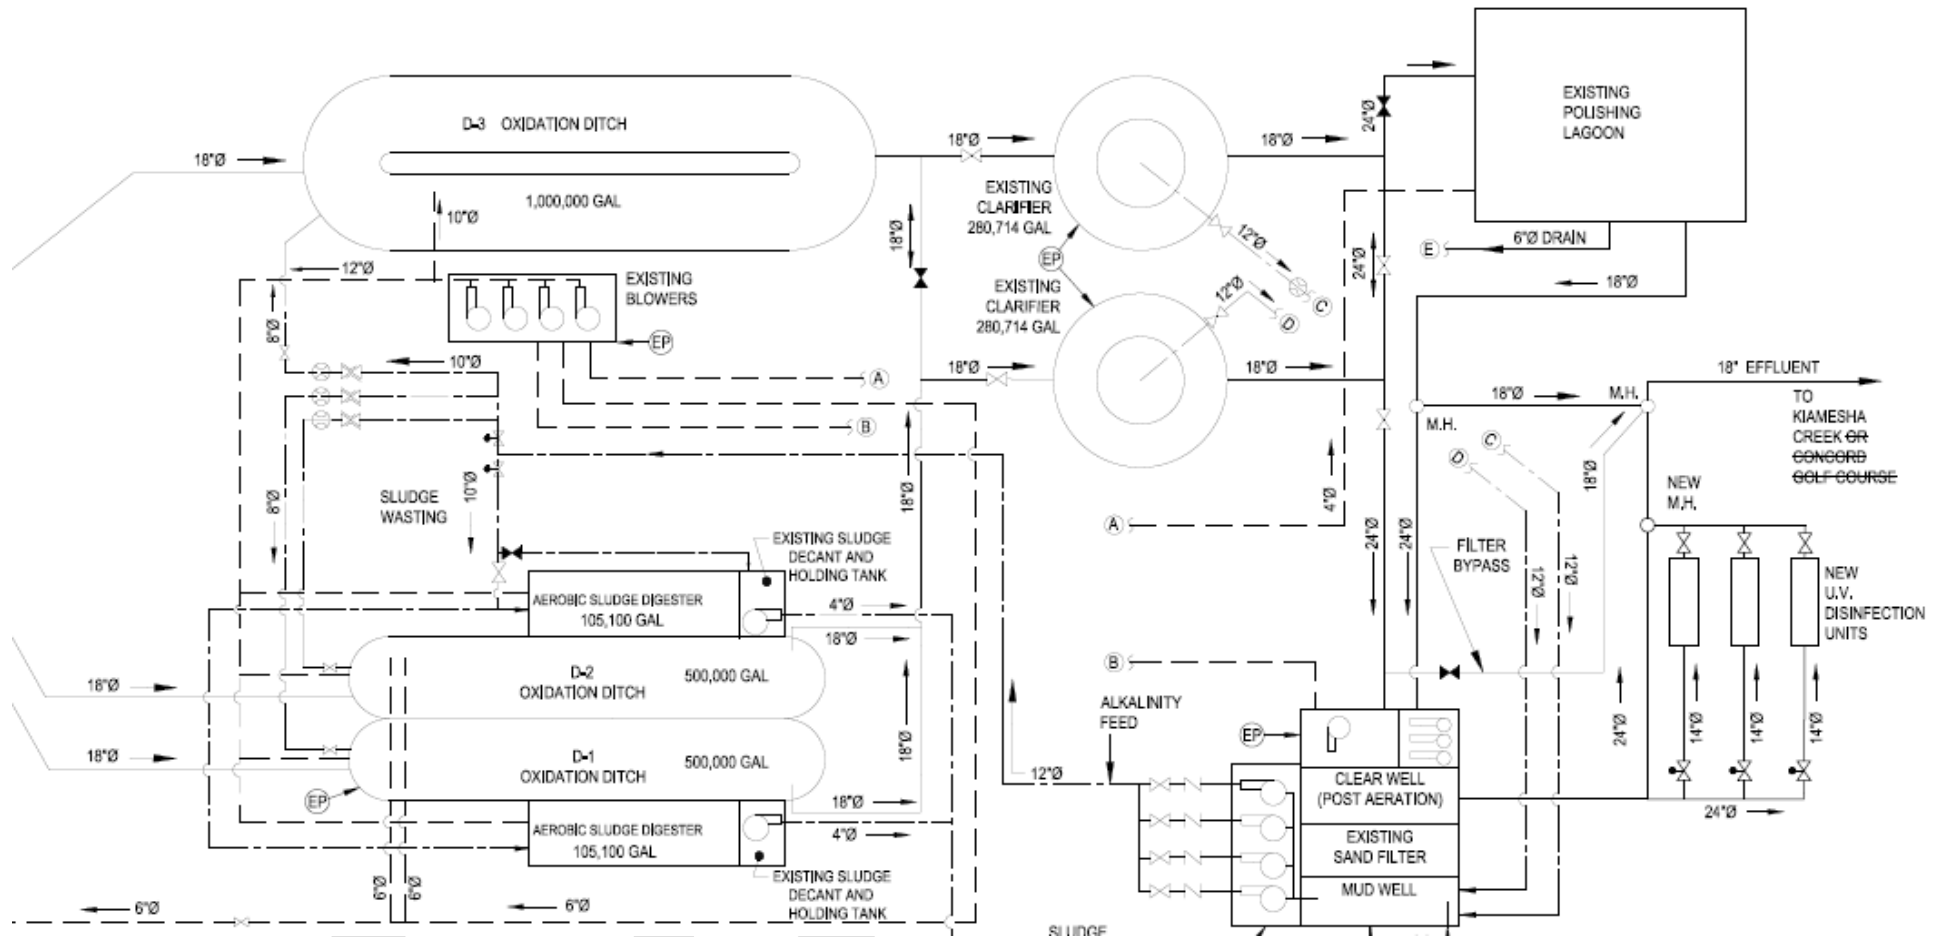 D-3 OXIDATION DITCH
1,000,000 GAL
18"Ø
10"Ø
12"Ø
8"Ø
EXISTING
BLOWERS
EP
10"Ø
A
B
8"Ø
SLUDGE
WASTING
10"Ø
18"Ø
18"Ø
EXISTING
CLARIFIER
280,714 GAL
EP
EXISTING
CLARIFIER
280,714 GAL
18"Ø
18"Ø
18"Ø
12"Ø
C
12"Ø
D
24"Ø
24"Ø
EXISTING
POLISHING
LAGOON
E
6"Ø DRAIN
18"Ø
18" EFFLUENT
TO
KIAMESHA
CREEK OR
CONCORD
GOLF COURSE
18"Ø
M.H.
M.H.
C
D
18"Ø
NEW
M.H.
4"Ø
A
18"Ø
24"Ø
24"Ø
FILTER
BYPASS
12"Ø
12"Ø
NEW
U.V.
DISINFECTION
UNITS
EXISTING SLUDGE
DECANT AND
HOLDING TANK
AEROBIC SLUDGE DIGESTER
105,100 GAL
4"Ø
18"Ø
18"Ø
D-2
OXIDATION DITCH
500,000 GAL
18"Ø
D-1
OXIDATION DITCH
500,000 GAL
18"Ø
EP
18"Ø
AEROBIC SLUDGE DIGESTER
105,100 GAL
4"Ø
EXISTING SLUDGE
DECANT AND
HOLDING TANK
6"Ø
6"Ø
6"Ø
6"Ø
B
ALKALINITY
FEED
12"Ø
EP
CLEAR WELL
(POST AERATION)
EXISTING
SAND FILTER
MUD WELL
24"Ø
14"Ø
14"Ø
14"Ø
24"Ø
SLUDGE